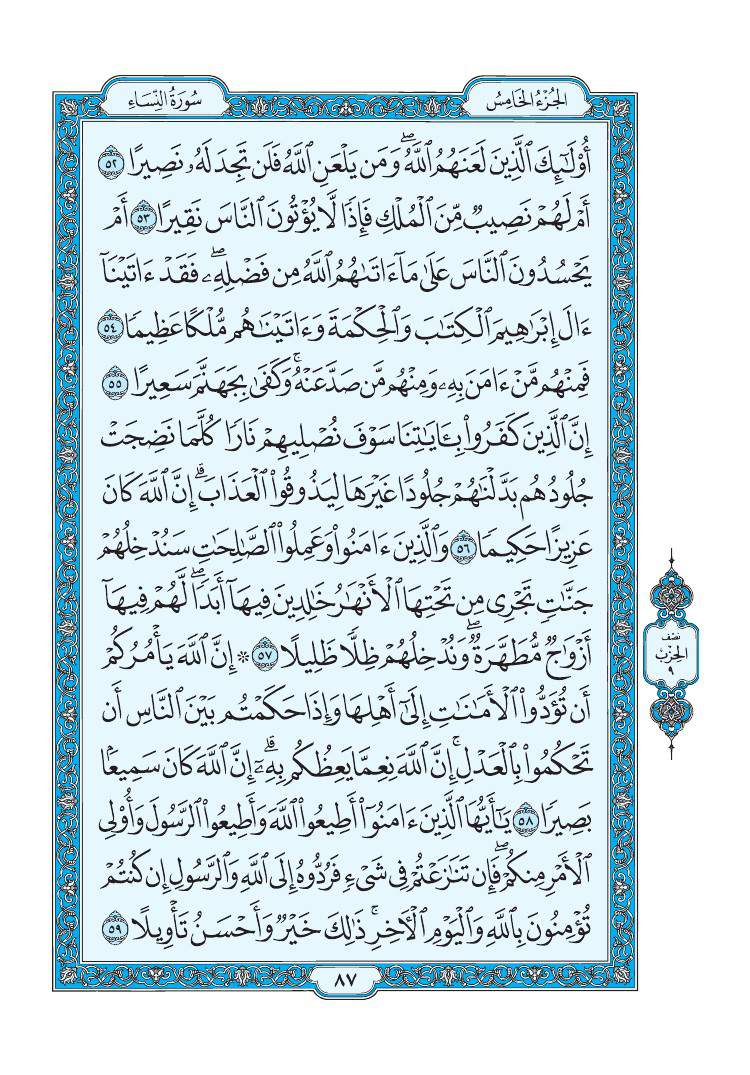 الجُزْءُ الخَامِسُ
سُورَةُ النِّسَاءِ
أُوْلَٰٓئِكَ ٱلَّذِينَ لَعَنَهُمُ ٱللَّهُۖ وَمَن يَلْعَنِ ٱللَّهُ فَلَن تَجِدَ لَهُۥ نَصِيرًا ٥٢
أَمْ لَهُمْ نَصِيبٌ مِّنَ ٱلْمُلْكِ فَإِذًا لَّا يُؤْتُونَ ٱلنَّاسَ نَقِيرًا ٥٣ أَمْ
يَحْسُدُونَ ٱلنَّاسَ عَلَىٰ مَآ ءَاتَىٰهُمُ ٱللَّهُ مِن فَضْلِهِۦۖ فَقَدْ ءَاتَيْنَآ
ءَالَ إِبْرَٰهِيمَ ٱلْكِتَٰبَ وَٱلْحِكْمَةَ وَءَاتَيْنَٰهُم مُّلْكًا عَظِيمًا ٥٤
فَمِنْهُم مَّنْ ءَامَنَ بِهِۦ وَمِنْهُم مَّن صَدَّ عَنْهُۚ وَكَفَىٰ بِجَهَنَّمَ سَعِيرًا ٥٥
إِنَّ ٱلَّذِينَ كَفَرُواْ بِـَٔايَٰتِنَا سَوْفَ نُصْلِيهِمْ نَارًا كُلَّمَا نَضِجَتْ
جُلُودُهُم بَدَّلْنَٰهُمْ جُلُودًا غَيْرَهَا لِيَذُوقُواْ ٱلْعَذَابَۗ إِنَّ ٱللَّهَ كَانَ
عَزِيزًا حَكِيمًا ٥٦ وَٱلَّذِينَ ءَامَنُواْ وَعَمِلُواْ ٱلصَّٰلِحَٰتِ سَنُدْخِلُهُمْ
جَنَّٰتٍ تَجْرِى مِن تَحْتِهَا ٱلْأَنْهَٰرُ خَٰلِدِينَ فِيهَآ أَبَدًاۖ لَّهُمْ فِيهَآ
أَزْوَٰجٌ مُّطَهَّرَةٌۖ وَنُدْخِلُهُمْ ظِلًّا ظَلِيلًا ٥٧ ۞ إِنَّ ٱللَّهَ يَأْمُرُكُمْ
أَن تُؤَدُّواْ ٱلْأَمَٰنَٰتِ إِلَىٰٓ أَهْلِهَا وَإِذَا حَكَمْتُم بَيْنَ ٱلنَّاسِ أَن
تَحْكُمُواْ بِٱلْعَدْلِۚ إِنَّ ٱللَّهَ نِعِمَّا يَعِظُكُم بِهِۦٓۗ إِنَّ ٱللَّهَ كَانَ سَمِيعًۢا
بَصِيرًا ٥٨ يَٰٓأَيُّهَا ٱلَّذِينَ ءَامَنُوٓاْ أَطِيعُواْ ٱللَّهَ وَأَطِيعُواْ ٱلرَّسُولَ وَأُوْلِى
ٱلْأَمْرِ مِنكُمْۖ فَإِن تَنَٰزَعْتُمْ فِى شَىْءٍ فَرُدُّوهُ إِلَى ٱللَّهِ وَٱلرَّسُولِ إِن كُنتُمْ
تُؤْمِنُونَ بِٱللَّهِ وَٱلْيَوْمِ ٱلْـَٔاخِرِۚ ذَٰلِكَ خَيْرٌ وَأَحْسَنُ تَأْوِيلًا ٥٩
نصف
الحِزْبِ
٩
٨٧